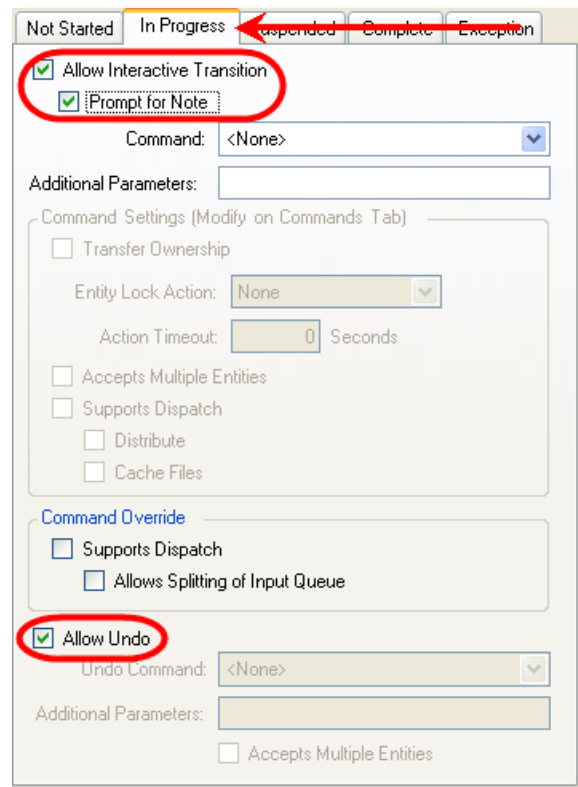 Not Started In Progress Suspended Complete Exception
Allow Interactive Transition
Prompt for Note
Command: <None>
Additional Parameters:
Command Settings (Modify on Commands Tab)
Transfer Ownership
Entity Lock Action: None
Action Timeout: 0 Seconds
Accepts Multiple Entities
Supports Dispatch
Distribute
Cache Files
Command Override
Supports Dispatch
Allows Splitting of Input Queue
Allow Undo
Undo Command: <None>
Additional Parameters:
Accepts Multiple Entities